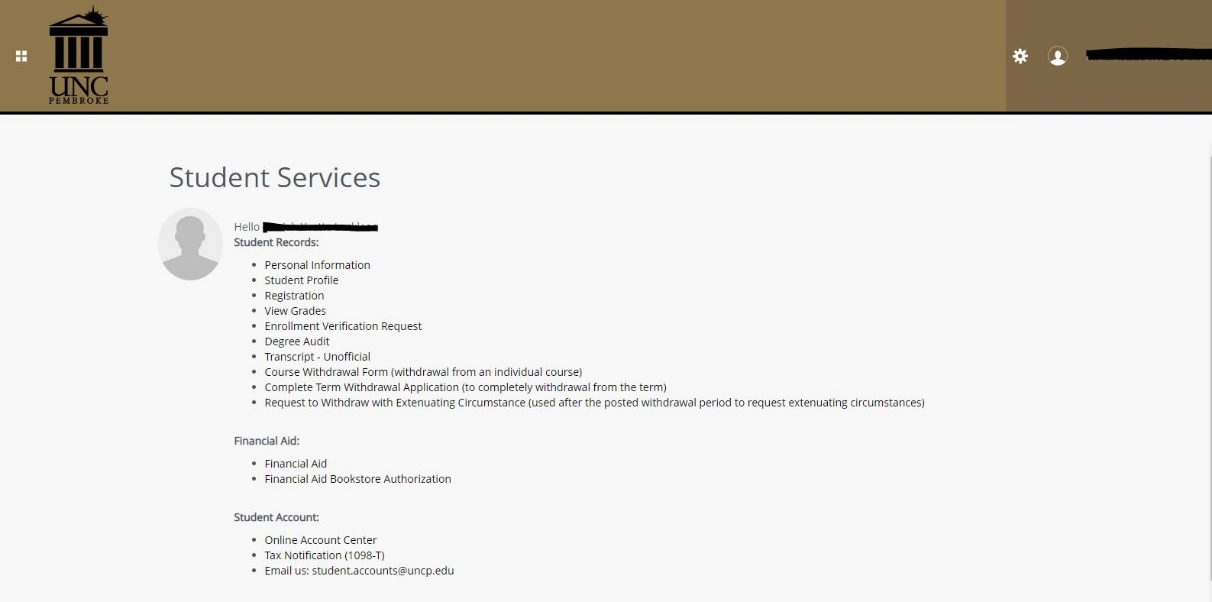 UNC
PEMBROKE
Student Services
Hello
Student Records:
Personal Information
Student Profile
Registration
View Grades
Enrollment Verification Request
Degree Audit
Transcript - Unofficial
Course Withdrawal Form (withdrawal from an individual course)
Complete Term Withdrawal Application (to completely withdrawal from the term)
Request to Withdraw with Extenuating Circumstance (used after the posted withdrawal period to request extenuating circumstances)
Financial Aid:
Financial Aid
Financial Aid Bookstore Authorization
Student Account:
Online Account Center
Tax Notification (1098-T)
Email us: student.accounts@uncp.edu